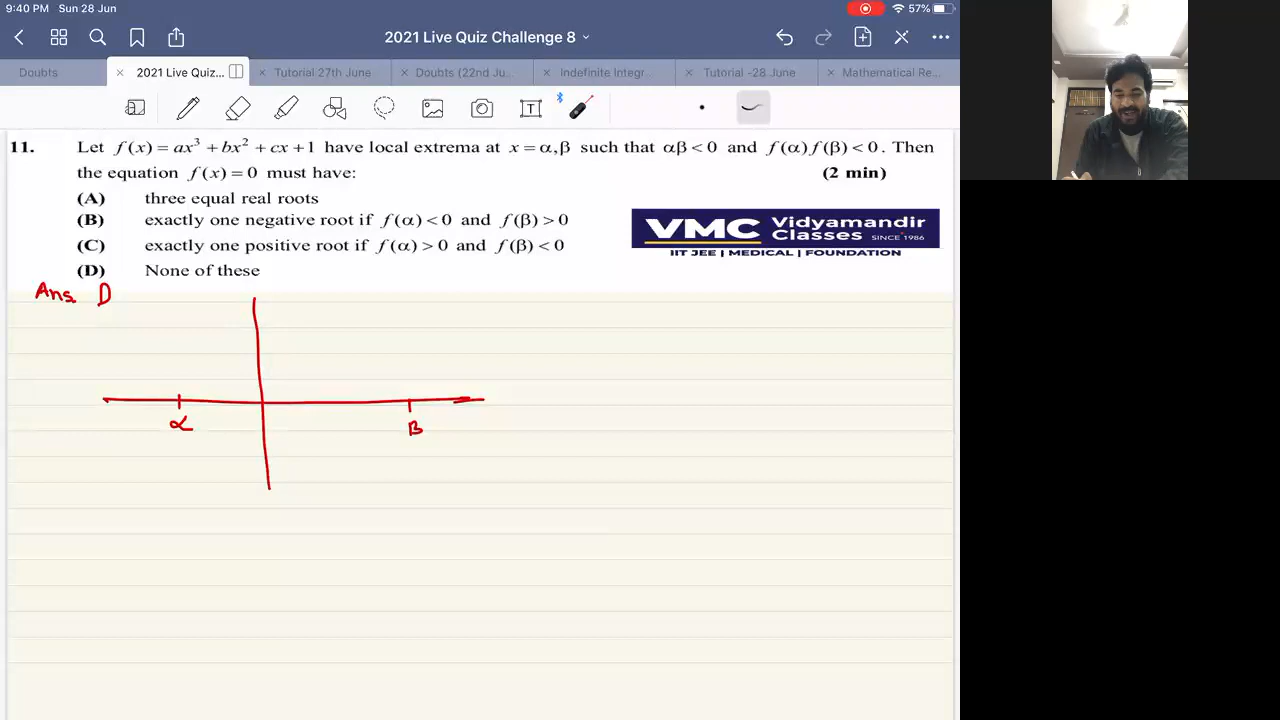 9:40 PM Sun 28 Jun 57%
2021 Live Quiz Challenge 8
Doubts 2021 Live Quiz... Tutorial 27th June Doubts (22nd Ju... Indefinite Integr... Tutorial -28 June Mathematical Re...
11. Let f(x) = ax³ + bx² + cx + 1 have local extrema at x = α, β such that αβ < 0 and f(α) f(β) < 0. Then
the equation f(x) = 0 must have: (2 min)
(A) three equal real roots
(B) exactly one negative root if f(α) < 0 and f(β) > 0
(C) exactly one positive root if f(α) > 0 and f(β) < 0
(D) None of these
VMC Vidyamandir Classes SINCE 1986
IIT JEE | MEDICAL | FOUNDATION
Ans. D
α β